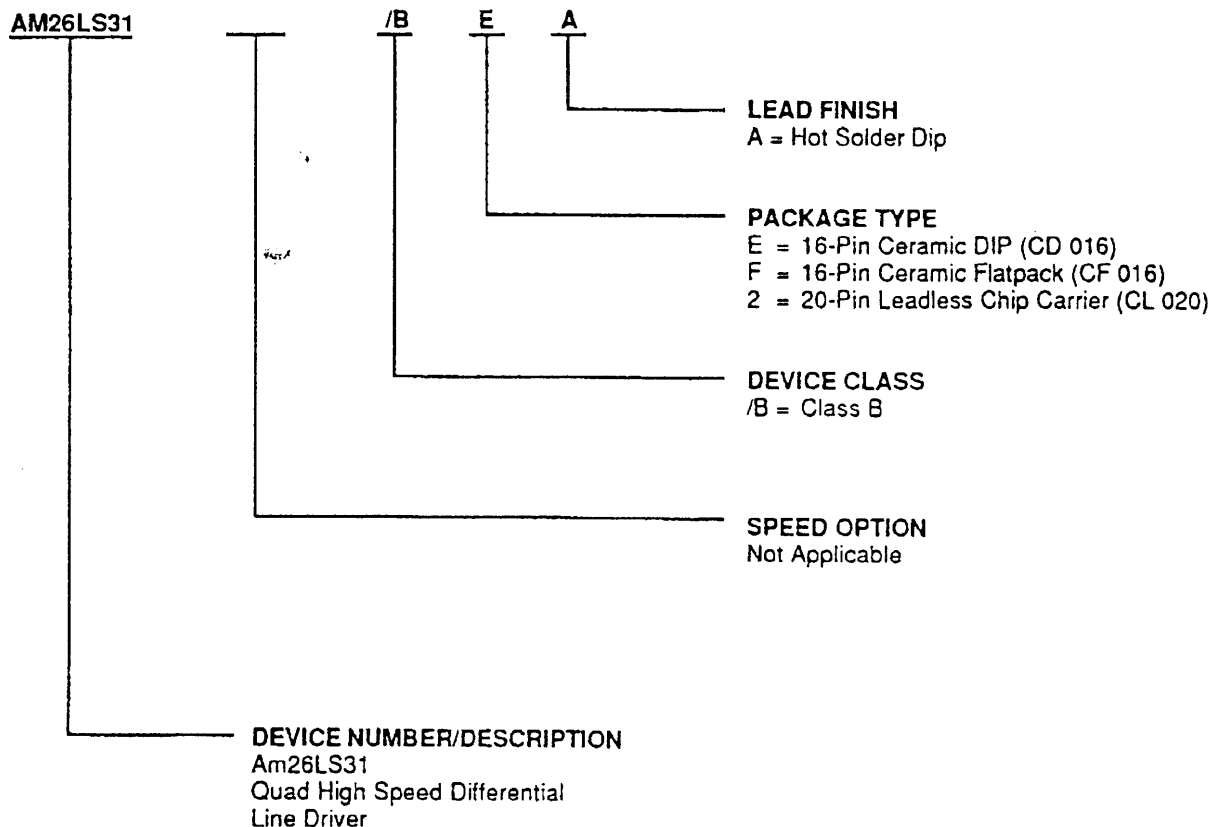 AM26LS31 /B E A
LEAD FINISH
A = Hot Solder Dip
PACKAGE TYPE
E = 16-Pin Ceramic DIP (CD 016)
F = 16-Pin Ceramic Flatpack (CF 016)
2 = 20-Pin Leadless Chip Carrier (CL 020)
DEVICE CLASS
/B = Class B
SPEED OPTION
Not Applicable
DEVICE NUMBER/DESCRIPTION
Am26LS31
Quad High Speed Differential
Line Driver